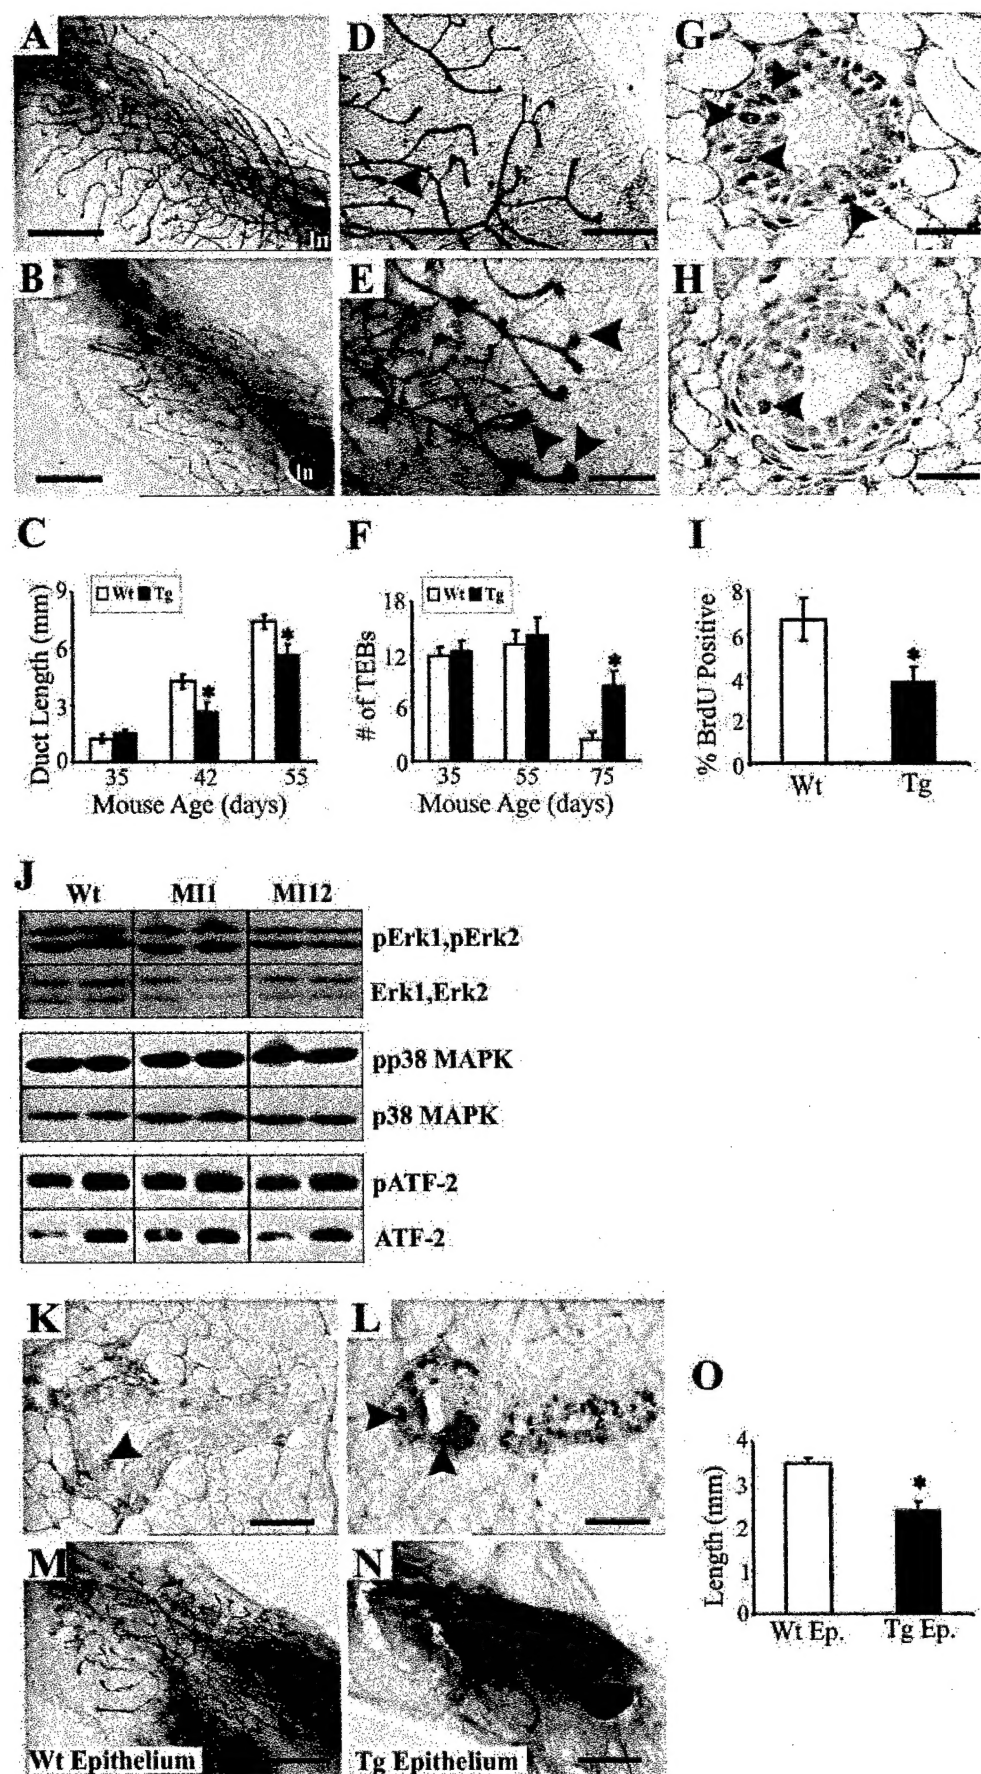 A
D
G
ln
B
E
H
ln
C
F
I
Wt Tg
Duct Length (mm)
9
6
3
0
*
*
35 42 55
Mouse Age (days)
Wt Tg
# of TEBs
18
12
6
0
*
35 55 75
Mouse Age (days)
% BrdU Positive
8
6
4
2
0
*
Wt Tg
J
Wt MI1 MI12
pErk1,pErk2
Erk1,Erk2
pp38 MAPK
p38 MAPK
pATF-2
ATF-2
K
L
O
Length (mm)
4
3
2
1
0
*
Wt Ep. Tg Ep.
M
N
Wt Epithelium
Tg Epithelium